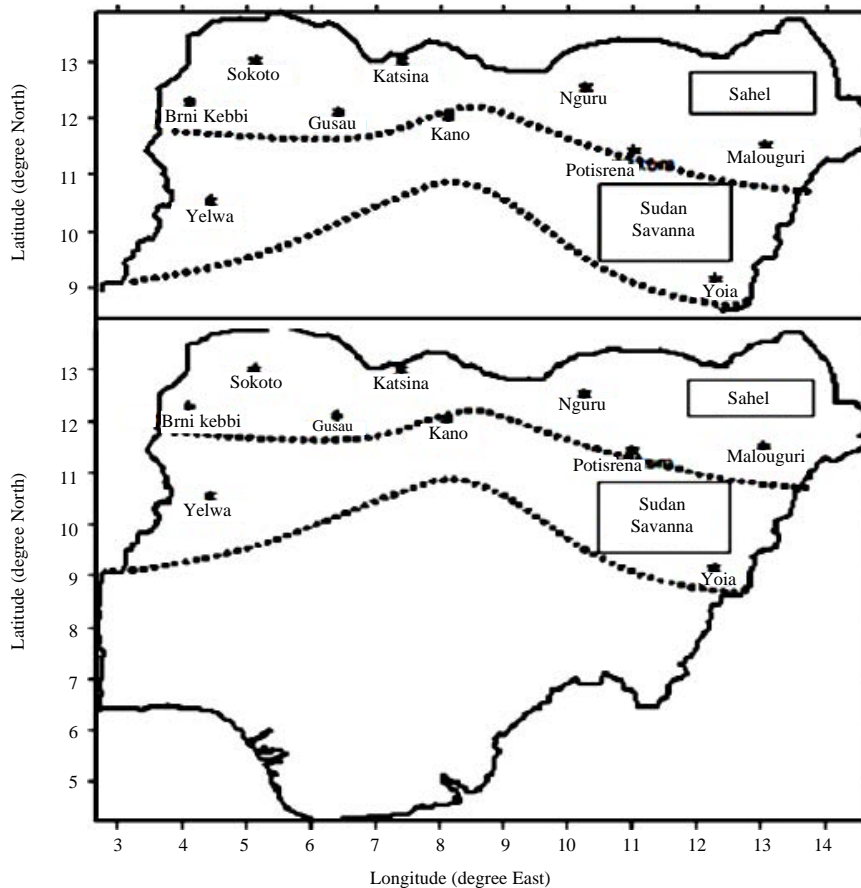 Latitude (degree North)
13
12
11
10
9
Sokoto
Katsina
Nguru
Sahel
Brni Kebbi
Gusau
Kano
Potisrena
Malouguri
Yelwa
Sudan
Savanna
Yoia
Latitude (degree North)
13
12
11
10
9
8
7
6
5
Sokoto
Katsina
Nguru
Sahel
Brni kebbi
Gusau
Kano
Potisrena
Malouguri
Yelwa
Sudan
Savanna
Yoia
3 4 5 6 7 8 9 10 11 12 13 14
Longitude (degree East)